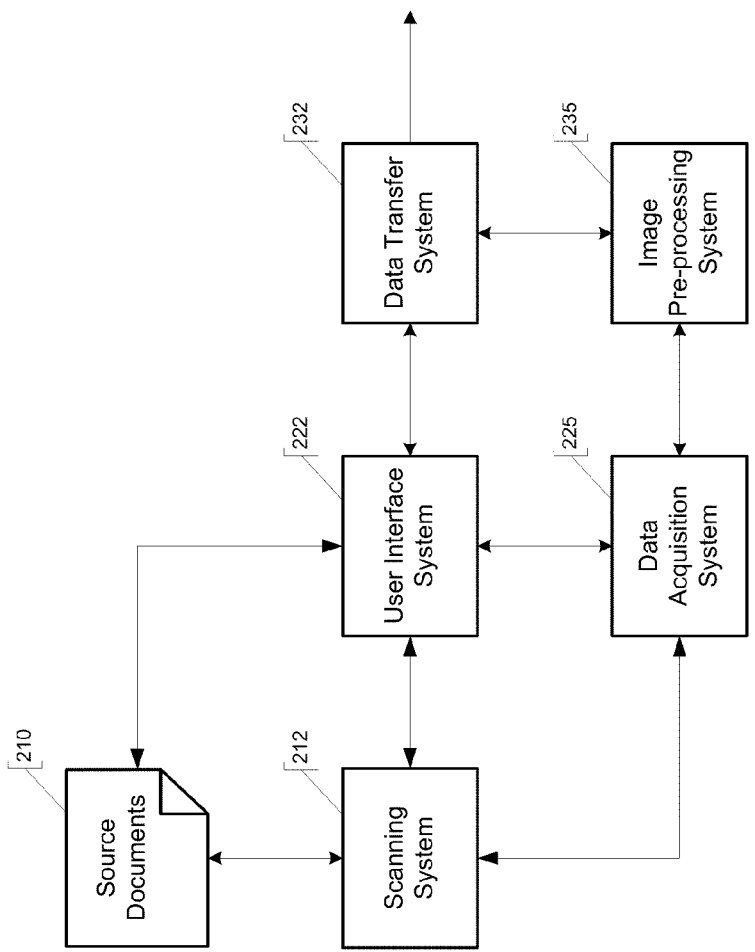 210
Source
Documents
212
Scanning
System
222
User Interface
System
225
Data
Acquisition
System
232
Data Transfer
System
235
Image
Pre-processing
System